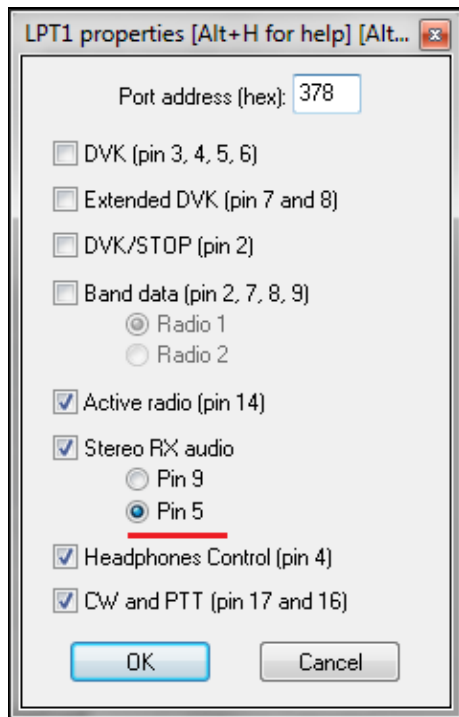 LPT1 properties [Alt+H for help] [Alt...
Port address (hex): 378
DVK (pin 3, 4, 5, 6)
Extended DVK (pin 7 and 8)
DVK/STOP (pin 2)
Band data (pin 2, 7, 8, 9)
Radio 1
Radio 2
Active radio (pin 14)
Stereo RX audio
Pin 9
Pin 5
Headphones Control (pin 4)
CW and PTT (pin 17 and 16)
OK Cancel